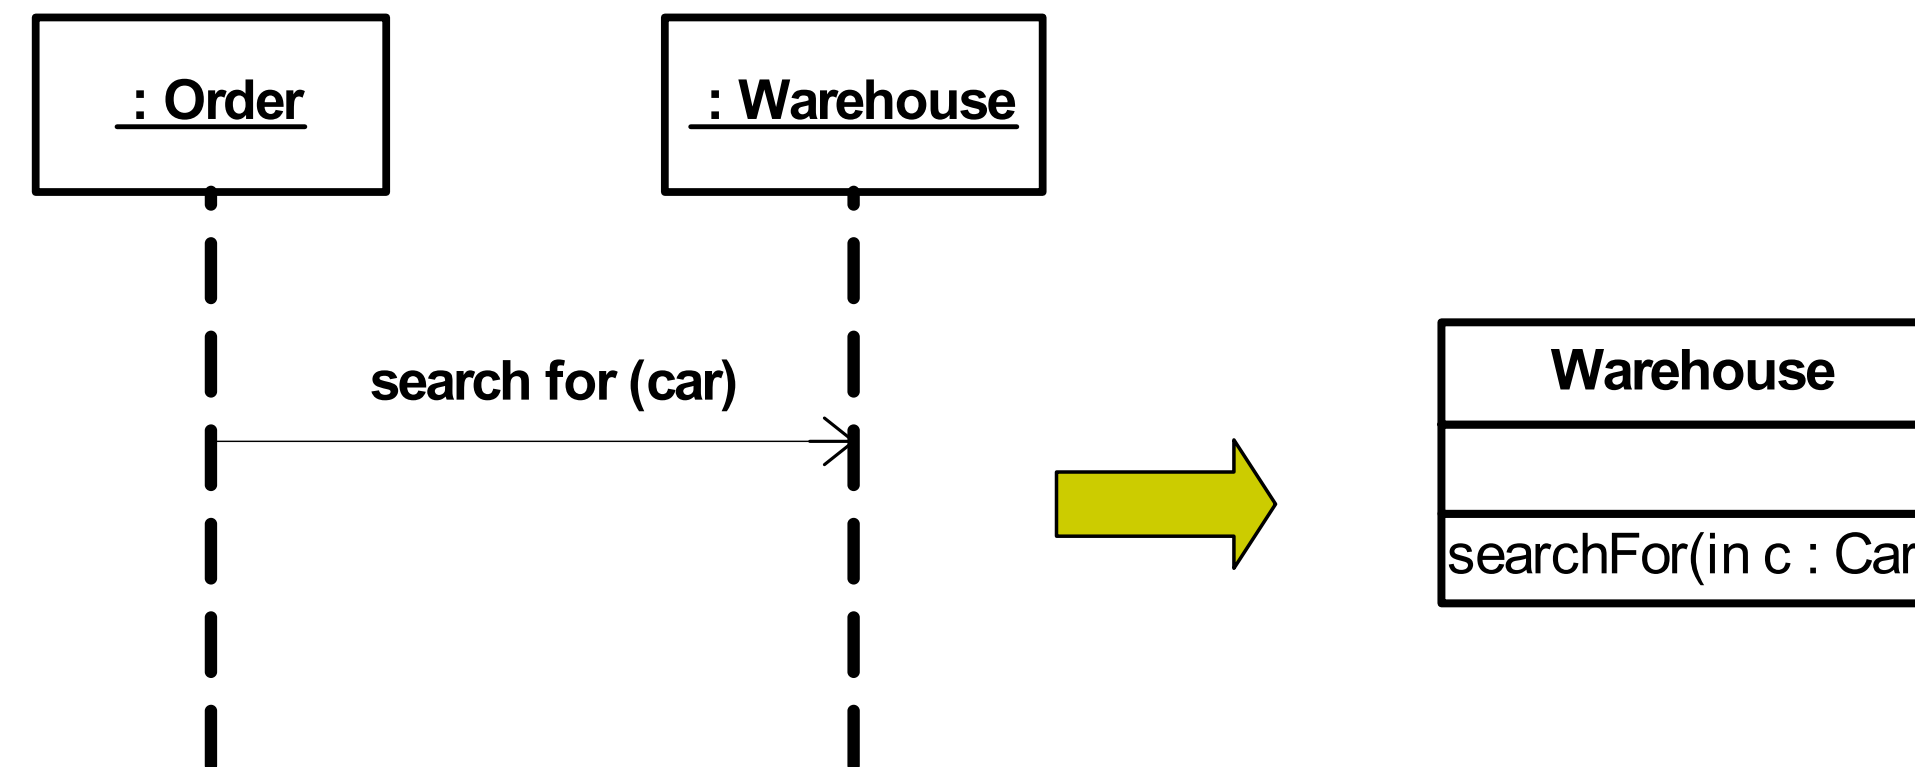 : Order
: Warehouse
search for (car)
Warehouse
searchFor(in c : Car